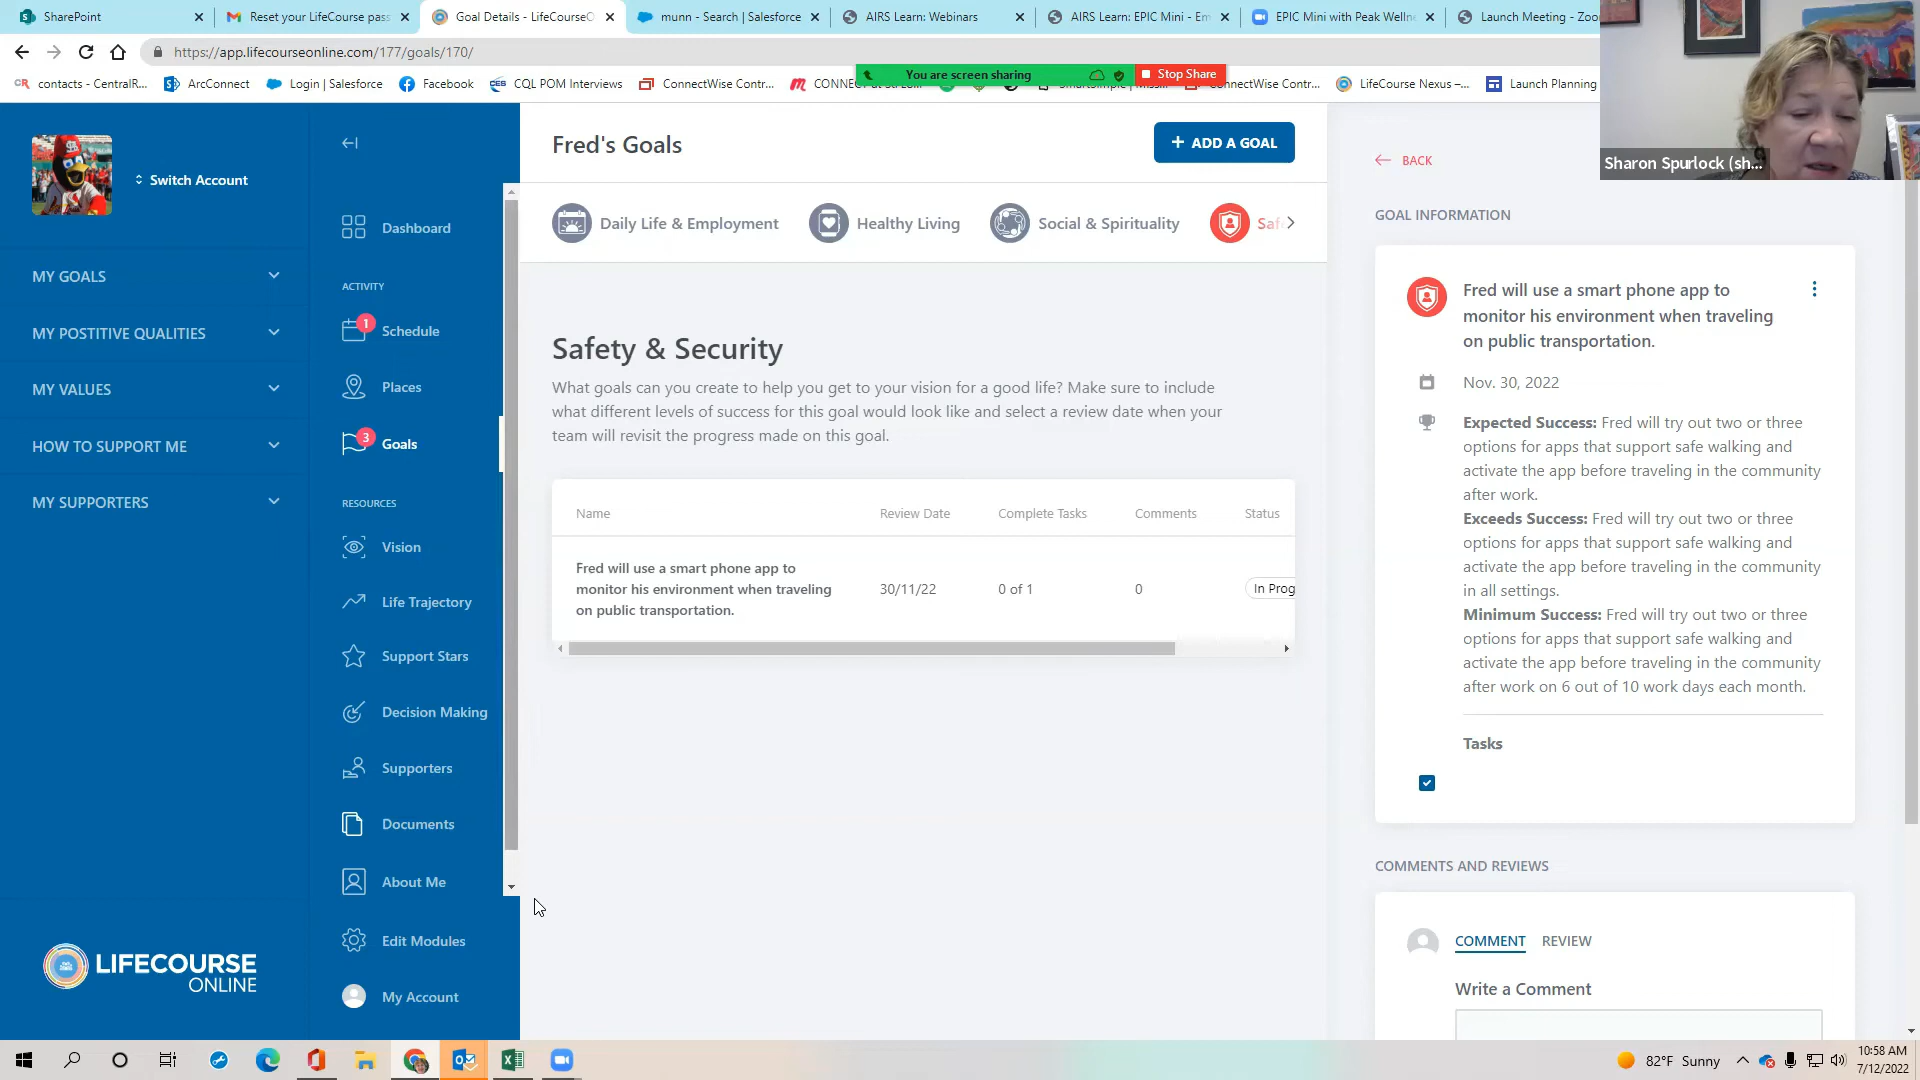 SharePoint
Reset your LifeCourse pass
Goal Details - LifeCourseO
munn - Search | Salesforce
AIRS Learn: Webinars
AIRS Learn: EPIC Mini - Em
EPIC Mini with Peak Wellne
Launch Meeting - Zoo
https://app.lifecourseonline.com/177/goals/170/
contacts - CentralR...
ArcConnect
Login | Salesforce
Facebook
CQL POM Interviews
ConnectWise Contr...
You are screen sharing
Stop Share
ConnectWise Contr...
LifeCourse Nexus –...
Launch Planning
Sharon Spurlock (sh...
Switch Account
MY GOALS
MY POSTITIVE QUALITIES
MY VALUES
HOW TO SUPPORT ME
MY SUPPORTERS
LIFECOURSE
ONLINE
Dashboard
ACTIVITY
1
Schedule
Places
3
Goals
RESOURCES
Vision
Life Trajectory
Support Stars
Decision Making
Supporters
Documents
About Me
Edit Modules
My Account
Fred's Goals
+ ADD A GOAL
Daily Life & Employment
Healthy Living
Social & Spirituality
Safe
Safety & Security
What goals can you create to help you get to your vision for a good life? Make sure to include
what different levels of success for this goal would look like and select a review date when your
team will revisit the progress made on this goal.
Name Review Date Complete Tasks Comments Status
Fred will use a smart phone app to
monitor his environment when traveling
on public transportation.
30/11/22 0 of 1 0 In Prog
BACK
GOAL INFORMATION
Fred will use a smart phone app to
monitor his environment when traveling
on public transportation.
Nov. 30, 2022
Expected Success: Fred will try out two or three
options for apps that support safe walking and
activate the app before traveling in the community
after work.
Exceeds Success: Fred will try out two or three
options for apps that support safe walking and
activate the app before traveling in the community
in all settings.
Minimum Success: Fred will try out two or three
options for apps that support safe walking and
activate the app before traveling in the community
after work on 6 out of 10 work days each month.
Tasks
COMMENTS AND REVIEWS
COMMENT REVIEW
Write a Comment
82°F Sunny
10:58 AM
7/12/2022